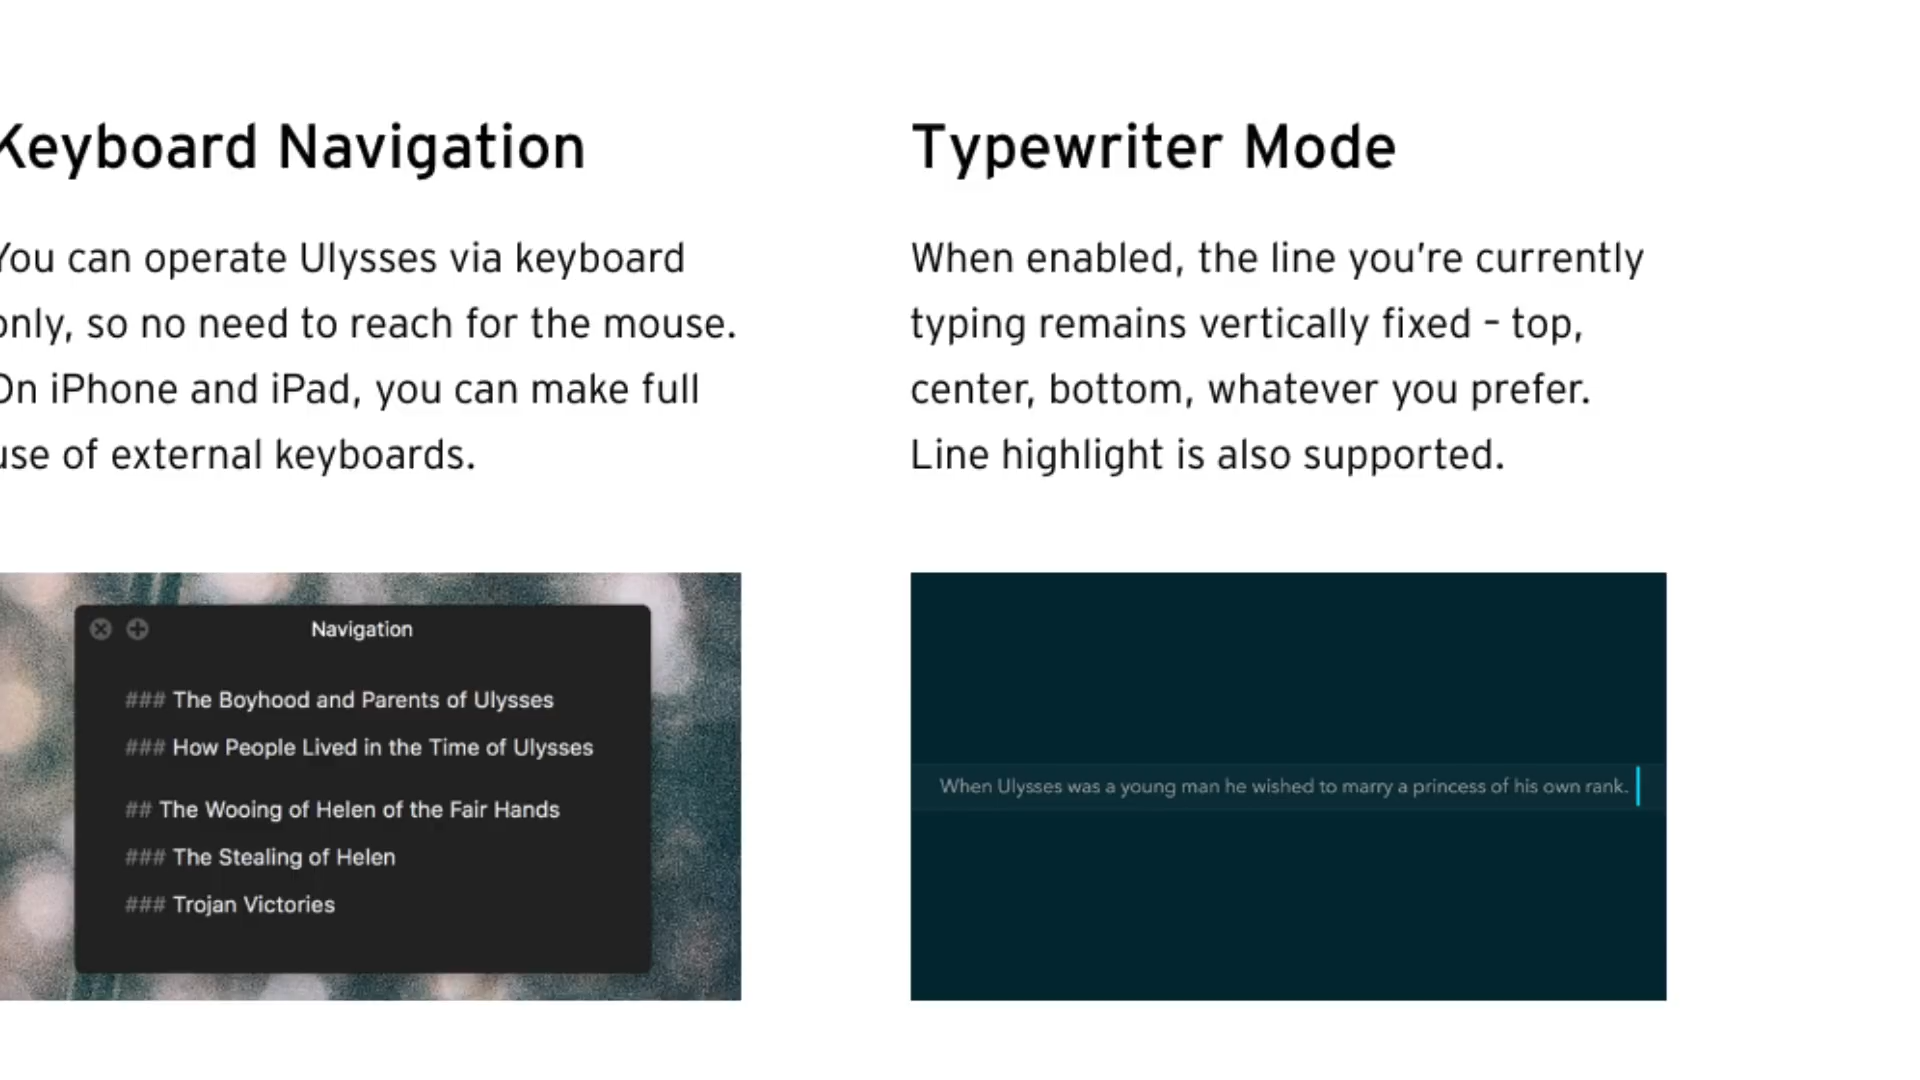 Keyboard Navigation
You can operate Ulysses via keyboard
only, so no need to reach for the mouse.
On iPhone and iPad, you can make full
use of external keyboards.
Navigation
### The Boyhood and Parents of Ulysses
### How People Lived in the Time of Ulysses
## The Wooing of Helen of the Fair Hands
### The Stealing of Helen
### Trojan Victories
Typewriter Mode
When enabled, the line you’re currently
typing remains vertically fixed – top,
center, bottom, whatever you prefer.
Line highlight is also supported.
When Ulysses was a young man he wished to marry a princess of his own rank.